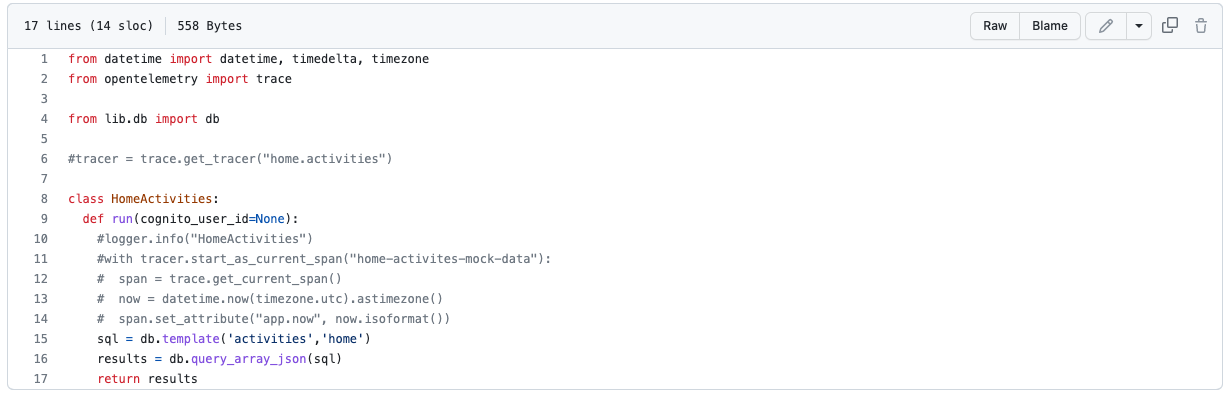 17 lines (14 sloc) 558 Bytes Raw Blame
1 from datetime import datetime, timedelta, timezone
2 from opentelemetry import trace
3
4 from lib.db import db
5
6 #tracer = trace.get_tracer("home.activities")
7
8 class HomeActivities:
9   def run(cognito_user_id=None):
10     #logger.info("HomeActivities")
11     #with tracer.start_as_current_span("home-activites-mock-data"):
12     #  span = trace.get_current_span()
13     #  now = datetime.now(timezone.utc).astimezone()
14     #  span.set_attribute("app.now", now.isoformat())
15     sql = db.template('activities','home')
16     results = db.query_array_json(sql)
17     return results